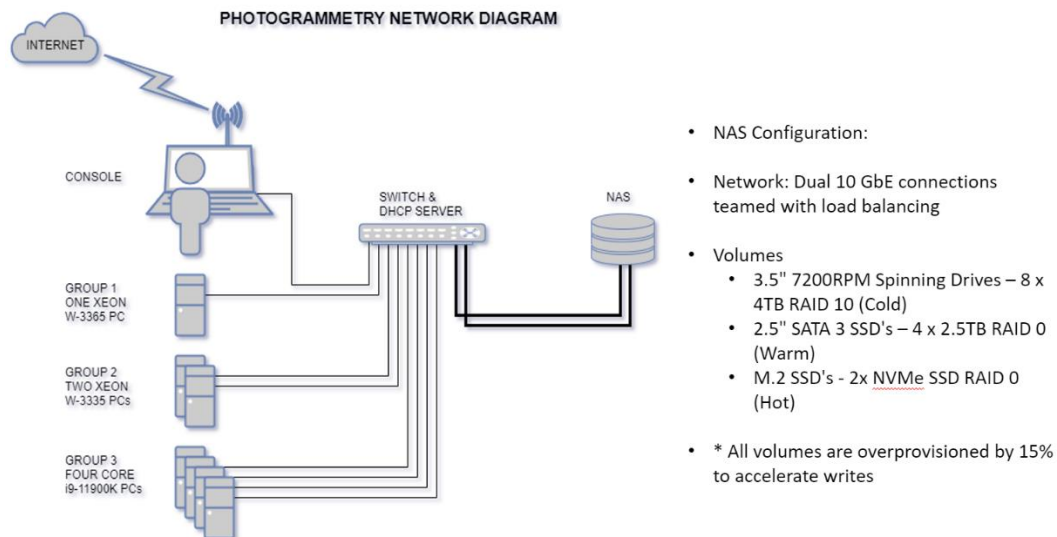 PHOTOGRAMMETRY NETWORK DIAGRAM
INTERNET
CONSOLE
SWITCH &
DHCP SERVER
NAS
GROUP 1
ONE XEON
W-3365 PC
GROUP 2
TWO XEON
W-3335 PCs
GROUP 3
FOUR CORE
i9-11900K PCs
• NAS Configuration:
• Network: Dual 10 GbE connections
teamed with load balancing
• Volumes
• 3.5" 7200RPM Spinning Drives – 8 x
4TB RAID 10 (Cold)
• 2.5" SATA 3 SSD's – 4 x 2.5TB RAID 0
(Warm)
• M.2 SSD's - 2x NVMe SSD RAID 0
(Hot)
• * All volumes are overprovisioned by 15%
to accelerate writes